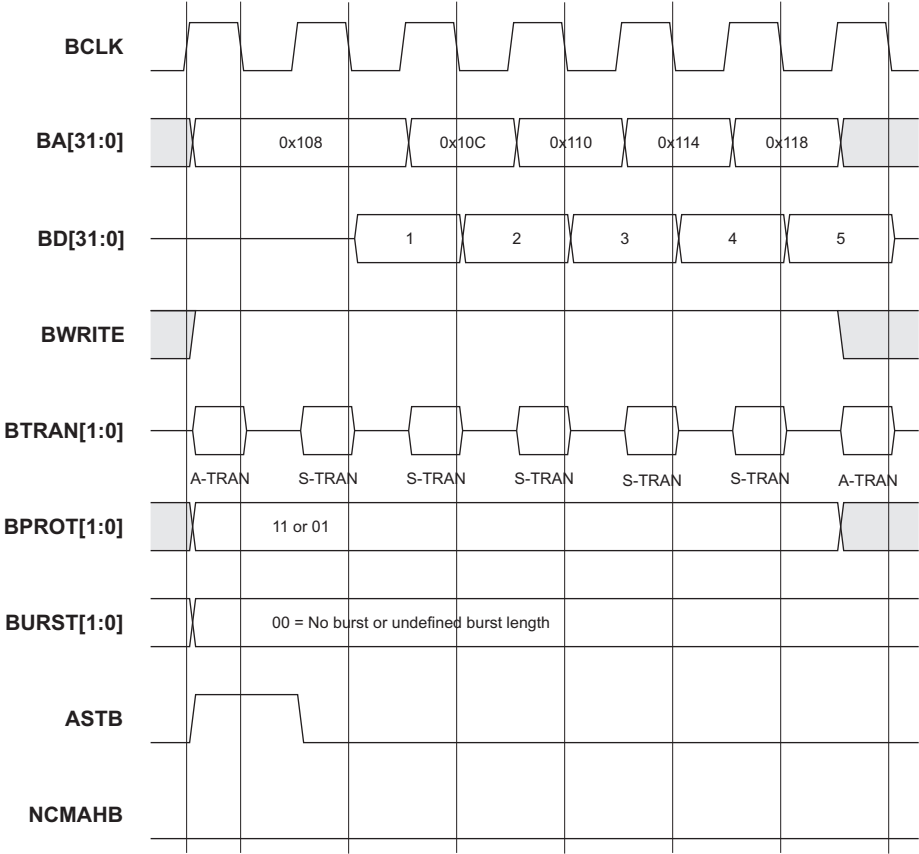 BCLK
BA[31:0]
0x108
0x10C
0x110
0x114
0x118
BD[31:0]
1
2
3
4
5
BWRITE
BTRAN[1:0]
A-TRAN
S-TRAN
S-TRAN
S-TRAN
S-TRAN
S-TRAN
A-TRAN
BPROT[1:0]
11 or 01
BURST[1:0]
00 = No burst or undefined burst length
ASTB
NCMAHB